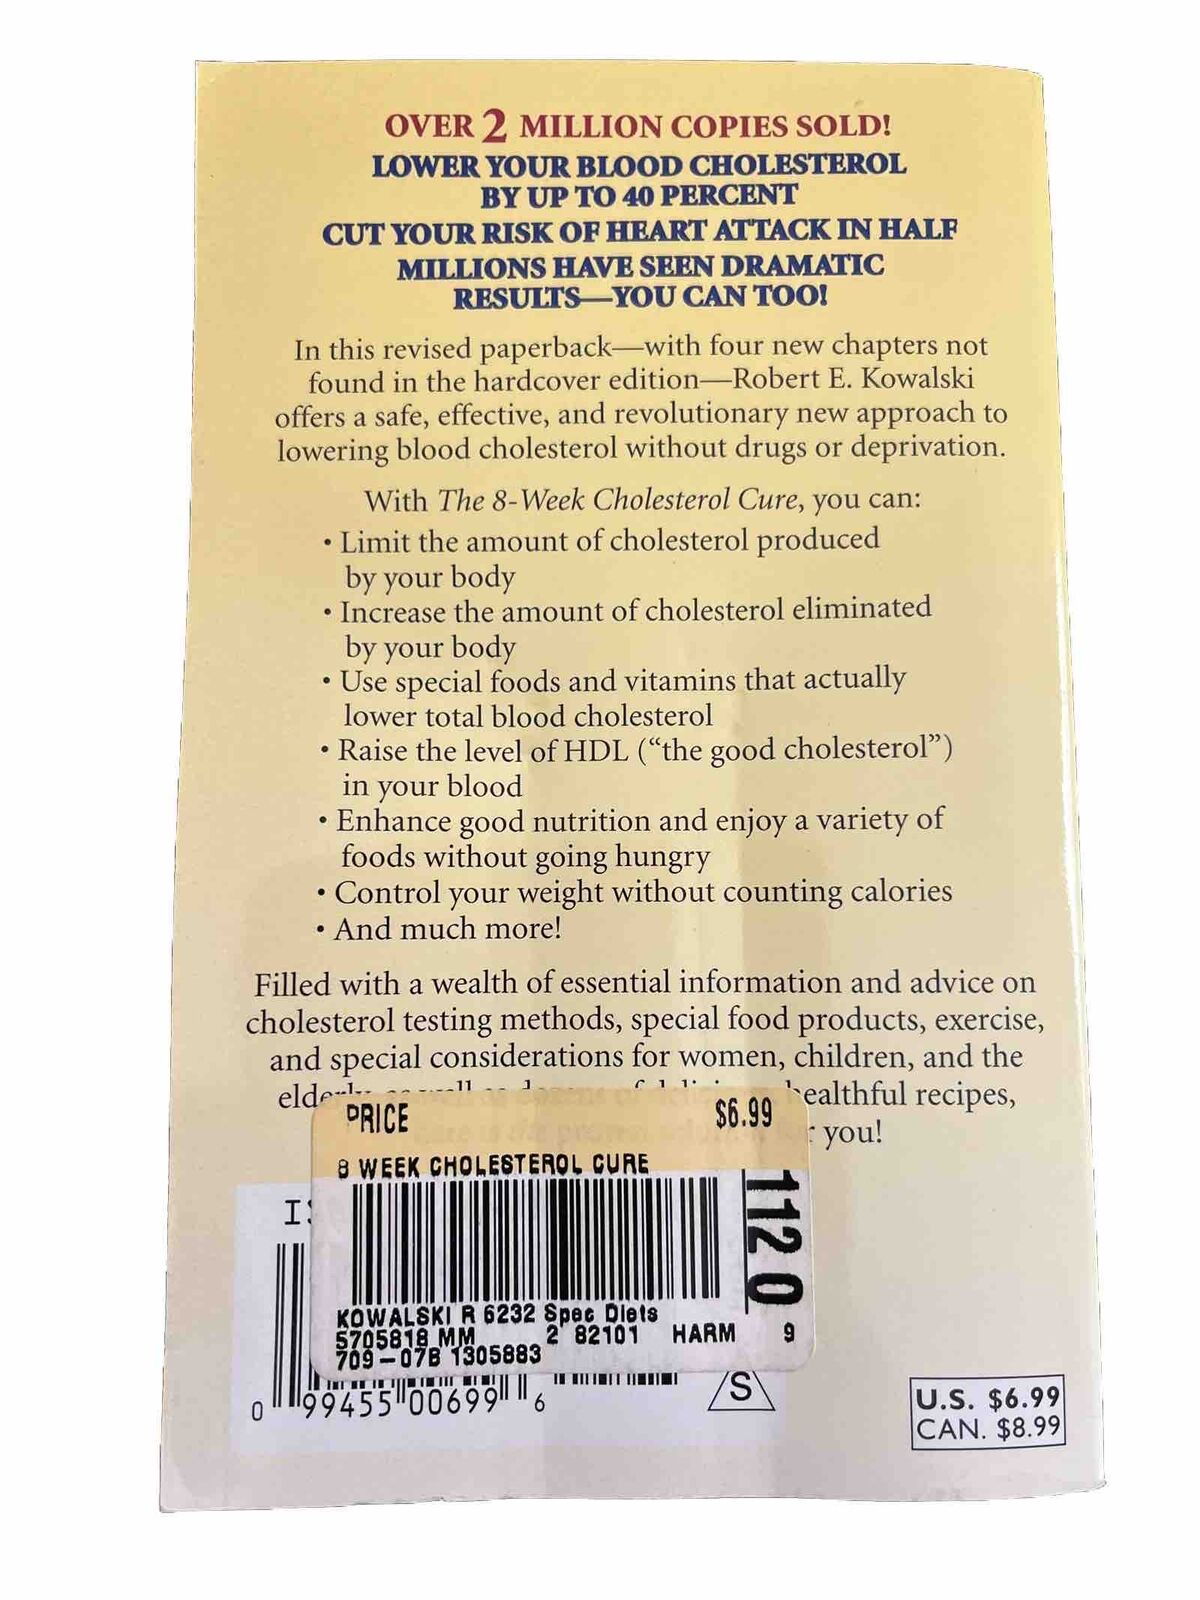 OVER 2 MILLION COPIES SOLD!
LOWER YOUR BLOOD CHOLESTEROL
BY UP TO 40 PERCENT
CUT YOUR RISK OF HEART ATTACK IN HALF
MILLIONS HAVE SEEN DRAMATIC
RESULTS—YOU CAN TOO!
In this revised paperback—with four new chapters not
found in the hardcover edition—Robert E. Kowalski
offers a safe, effective, and revolutionary new approach to
lowering blood cholesterol without drugs or deprivation.
With The 8-Week Cholesterol Cure, you can:
• Limit the amount of cholesterol produced
by your body
• Increase the amount of cholesterol eliminated
by your body
• Use special foods and vitamins that actually
lower total blood cholesterol
• Raise the level of HDL (“the good cholesterol”)
in your blood
• Enhance good nutrition and enjoy a variety of
foods without going hungry
• Control your weight without counting calories
• And much more!
Filled with a wealth of essential information and advice on
cholesterol testing methods, special food products, exercise,
and special considerations for women, children, and the
healthful recipes,
you!
PRICE $6.99
8 WEEK CHOLESTEROL CURE
1120
KOWALSKI R 6232 Spec Diets
5705818 MM 2 82101 HARM 9
709-07B 1305883
0 99455 00699 6
S
U.S. $6.99
CAN. $8.99